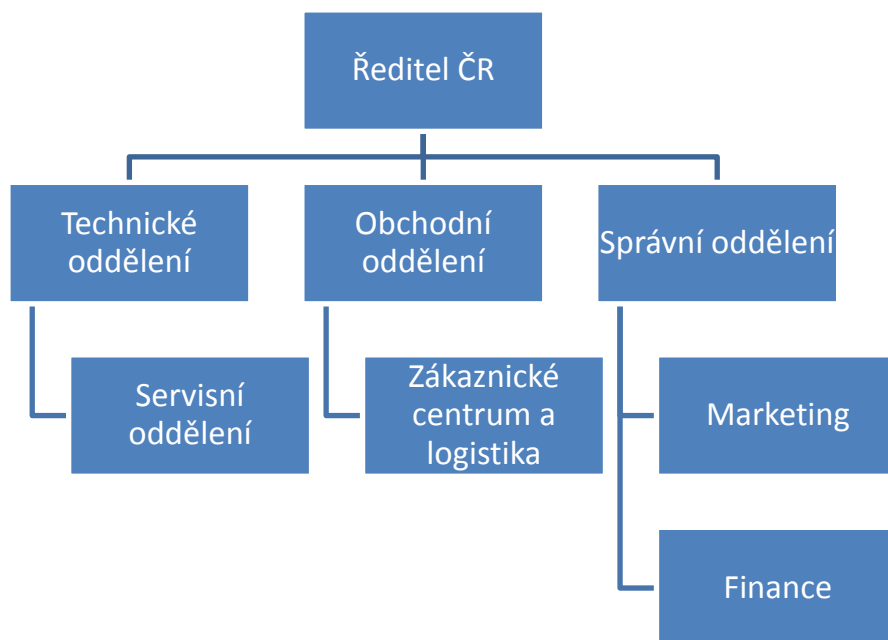 Ředitel ČR
Technické
oddělení
Obchodní
oddělení
Správní oddělení
Servisní
oddělení
Zákaznické
centrum a
logistika
Marketing
Finance